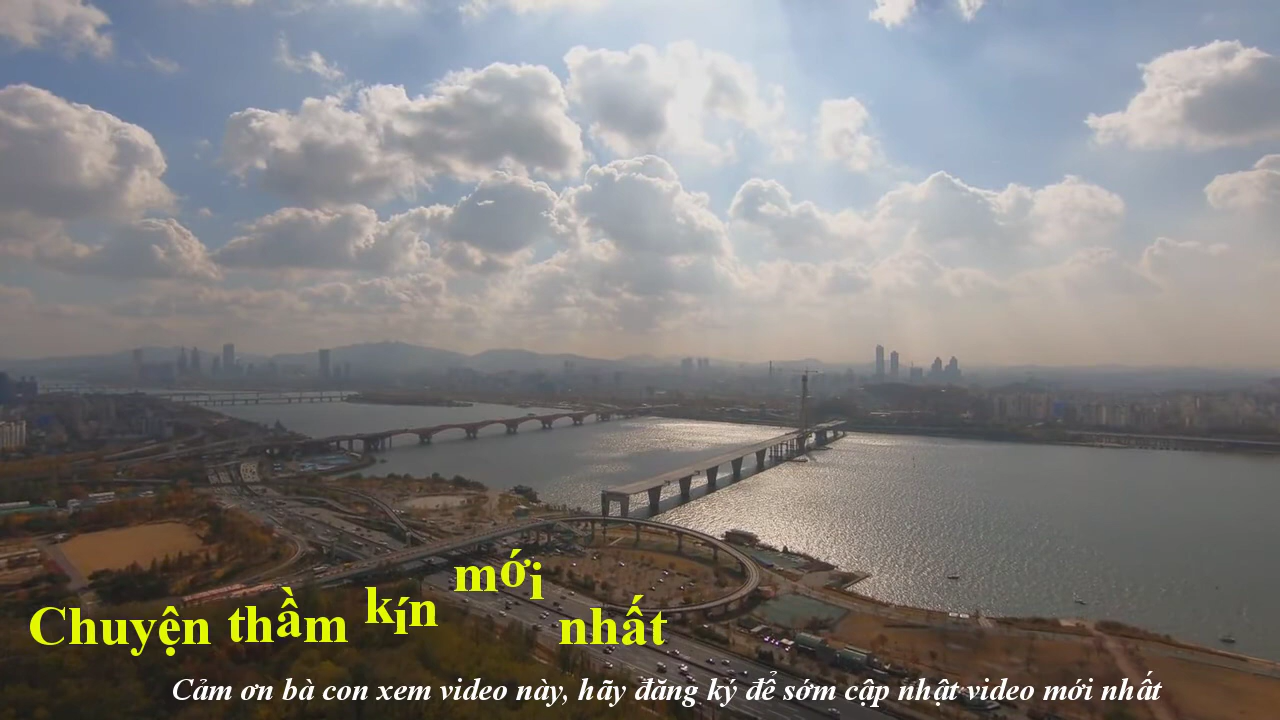 Chuyện thầm kín mới nhất
Cảm ơn bà con xem video này, hãy đăng ký để sớm cập nhật video mới nhất